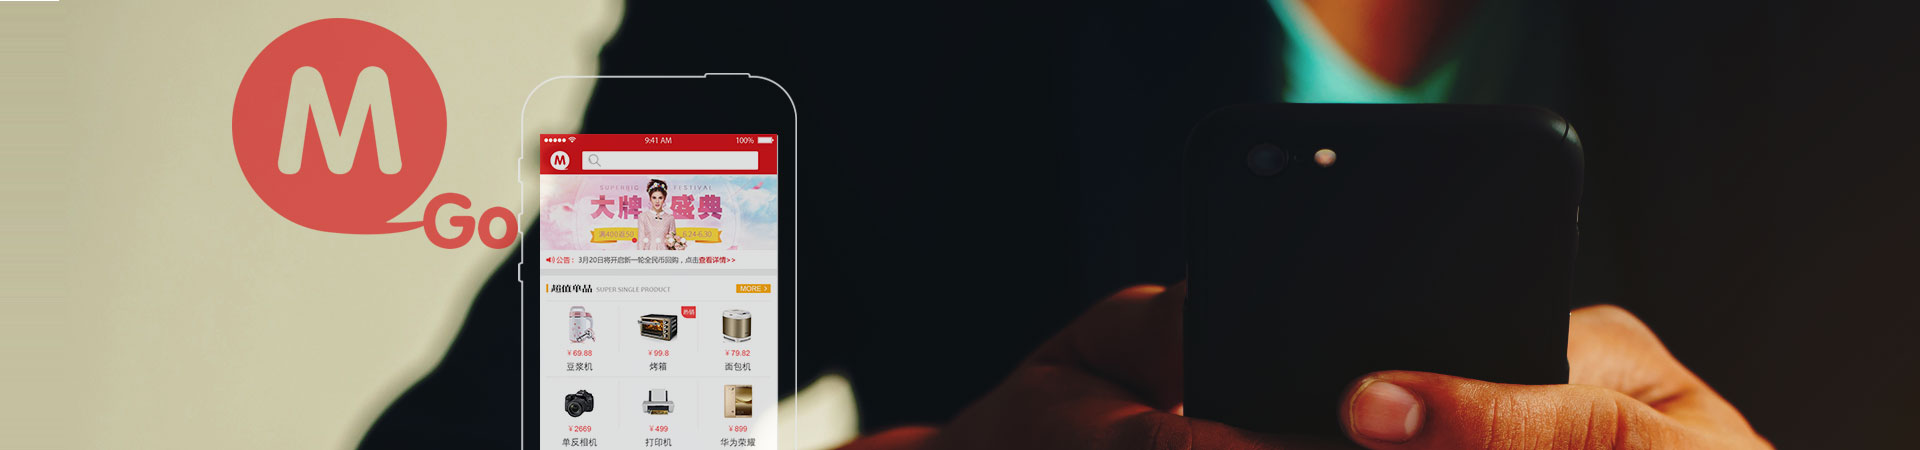 M
Go
9:41 AM 100%
M
SUPERBIG FESTIVAL
大牌盛典
满400返50 6.24-6.30
公告： 3月20日将开启新一轮全民币回购，点击查看详情>>
超值单品 SUPER SINGLE PRODUCT MORE >
热销
￥69.88 ￥99.8 ￥79.82
豆浆机 烤箱 面包机
￥2669 ￥499 ￥899
单反相机 打印机 华为荣耀